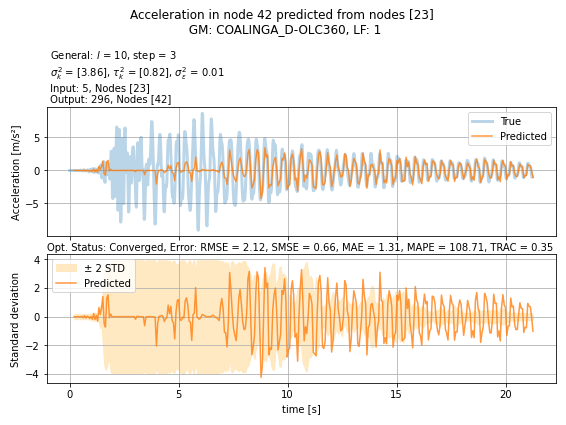 Acceleration in node 42 predicted from nodes [23]
GM: COALINGA_D-OLC360, LF: 1
General: l = 10, step = 3
σ²ₖ = [3.86], τ²ₖ = [0.82], σ²ε = 0.01
Input: 5, Nodes [23]
Output: 296, Nodes [42]
Acceleration [m/s²]
5
0
−5
True
Predicted
Opt. Status: Converged, Error: RMSE = 2.12, SMSE = 0.66, MAE = 1.31, MAPE = 108.71, TRAC = 0.35
Standard deviation
4
2
0
−2
−4
± 2 STD
Predicted
0 5 10 15 20
time [s]